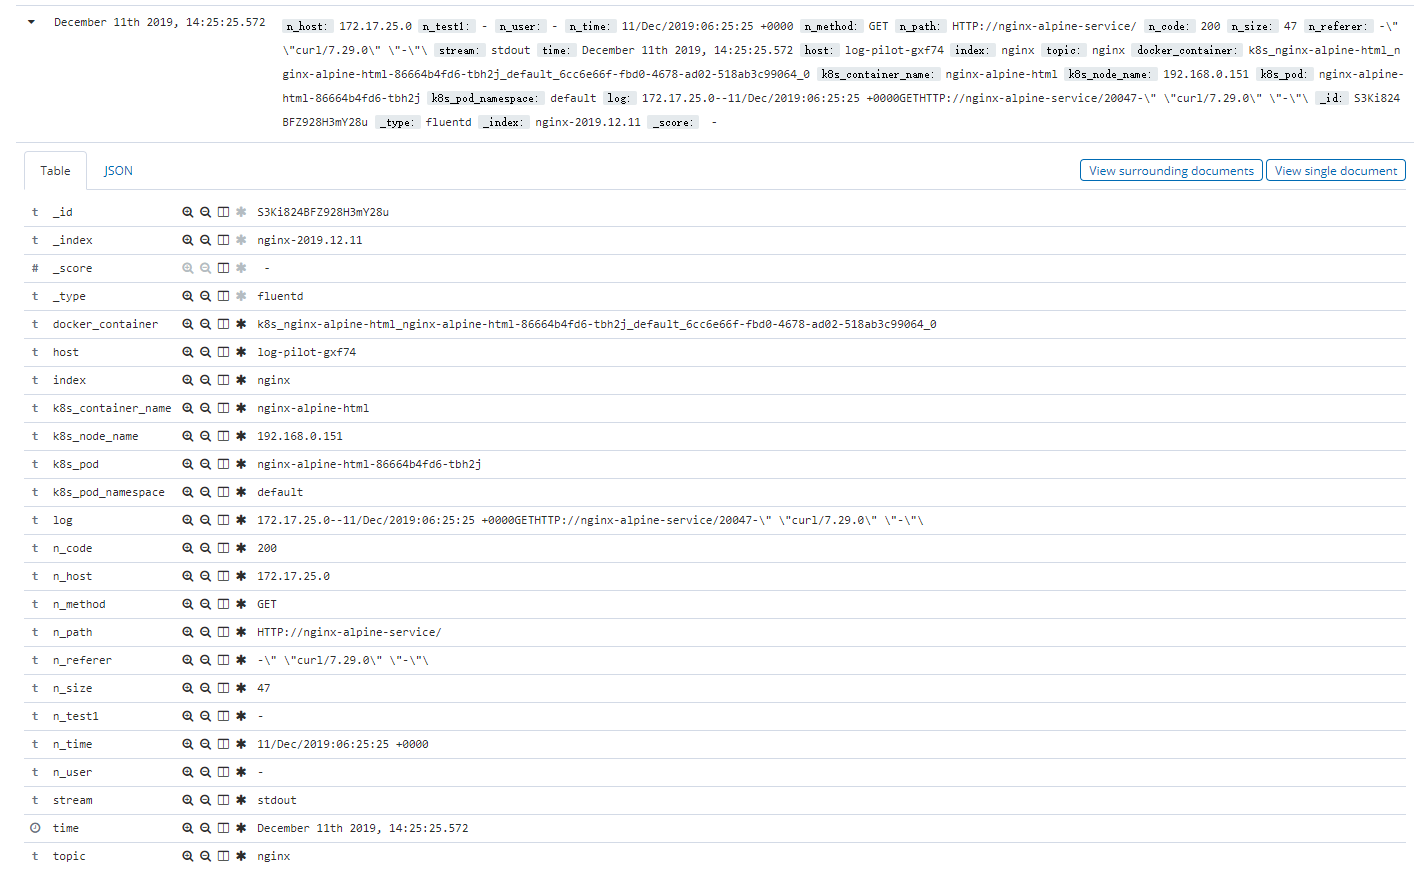 December 11th 2019, 14:25:25.572 n_host: 172.17.25.0 n_test1: - n_user: - n_time: 11/Dec/2019:06:25:25 +0000 n_method: GET n_path: HTTP://nginx-alpine-service/ n_code: 200 n_size: 47 n_referer: -\"
\"curl/7.29.0\" \"-\"\ stream: stdout time: December 11th 2019, 14:25:25.572 host: log-pilot-gxf74 index: nginx topic: nginx docker_container: k8s_nginx-alpine-html_n
ginx-alpine-html-86664b4fd6-tbh2j_default_6cc6e66f-fbd0-4678-ad02-518ab3c99064_0 k8s_container_name: nginx-alpine-html k8s_node_name: 192.168.0.151 k8s_pod: nginx-alpine-
html-86664b4fd6-tbh2j k8s_pod_namespace: default log: 172.17.25.0--11/Dec/2019:06:25:25 +0000GETHTTP://nginx-alpine-service/20047-\" \"curl/7.29.0\" \"-\"\ _id: S3Ki824
BFZ928H3mY28u _type: fluentd _index: nginx-2019.12.11 _score: -
Table JSON View surrounding documents View single document
t _id S3Ki824BFZ928H3mY28u
t _index nginx-2019.12.11
# _score -
t _type fluentd
t docker_container k8s_nginx-alpine-html_nginx-alpine-html-86664b4fd6-tbh2j_default_6cc6e66f-fbd0-4678-ad02-518ab3c99064_0
t host log-pilot-gxf74
t index nginx
t k8s_container_name nginx-alpine-html
t k8s_node_name 192.168.0.151
t k8s_pod nginx-alpine-html-86664b4fd6-tbh2j
t k8s_pod_namespace default
t log 172.17.25.0--11/Dec/2019:06:25:25 +0000GETHTTP://nginx-alpine-service/20047-\" \"curl/7.29.0\" \"-\"\
t n_code 200
t n_host 172.17.25.0
t n_method GET
t n_path HTTP://nginx-alpine-service/
t n_referer -\" \"curl/7.29.0\" \"-\"\
t n_size 47
t n_test1 -
t n_time 11/Dec/2019:06:25:25 +0000
t n_user -
t stream stdout
time December 11th 2019, 14:25:25.572
t topic nginx